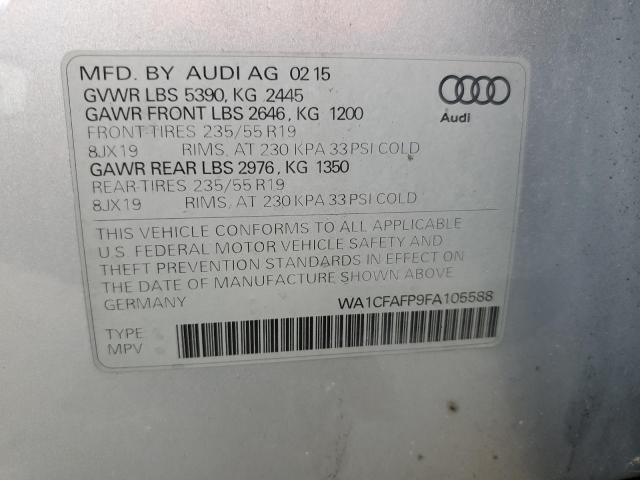 MFD. BY AUDI AG 02 15
GVWR LBS 5390, KG 2445
GAWR FRONT LBS 2646, KG 1200
FRONT-TIRES 235/55 R19
8JX19 RIMS, AT 230 KPA 33 PSI COLD
GAWR REAR LBS 2976, KG 1350
REAR-TIRES 235/55 R19
8JX19 RIMS, AT 230 KPA 33 PSI COLD
Audi
THIS VEHICLE CONFORMS TO ALL APPLICABLE
U.S. FEDERAL MOTOR VEHICLE SAFETY AND
THEFT PREVENTION STANDARDS IN EFFECT ON
THE DATE OF MANUFACTURE SHOWN ABOVE
GERMANY WA1CFAFP9FA105588
TYPE
MPV